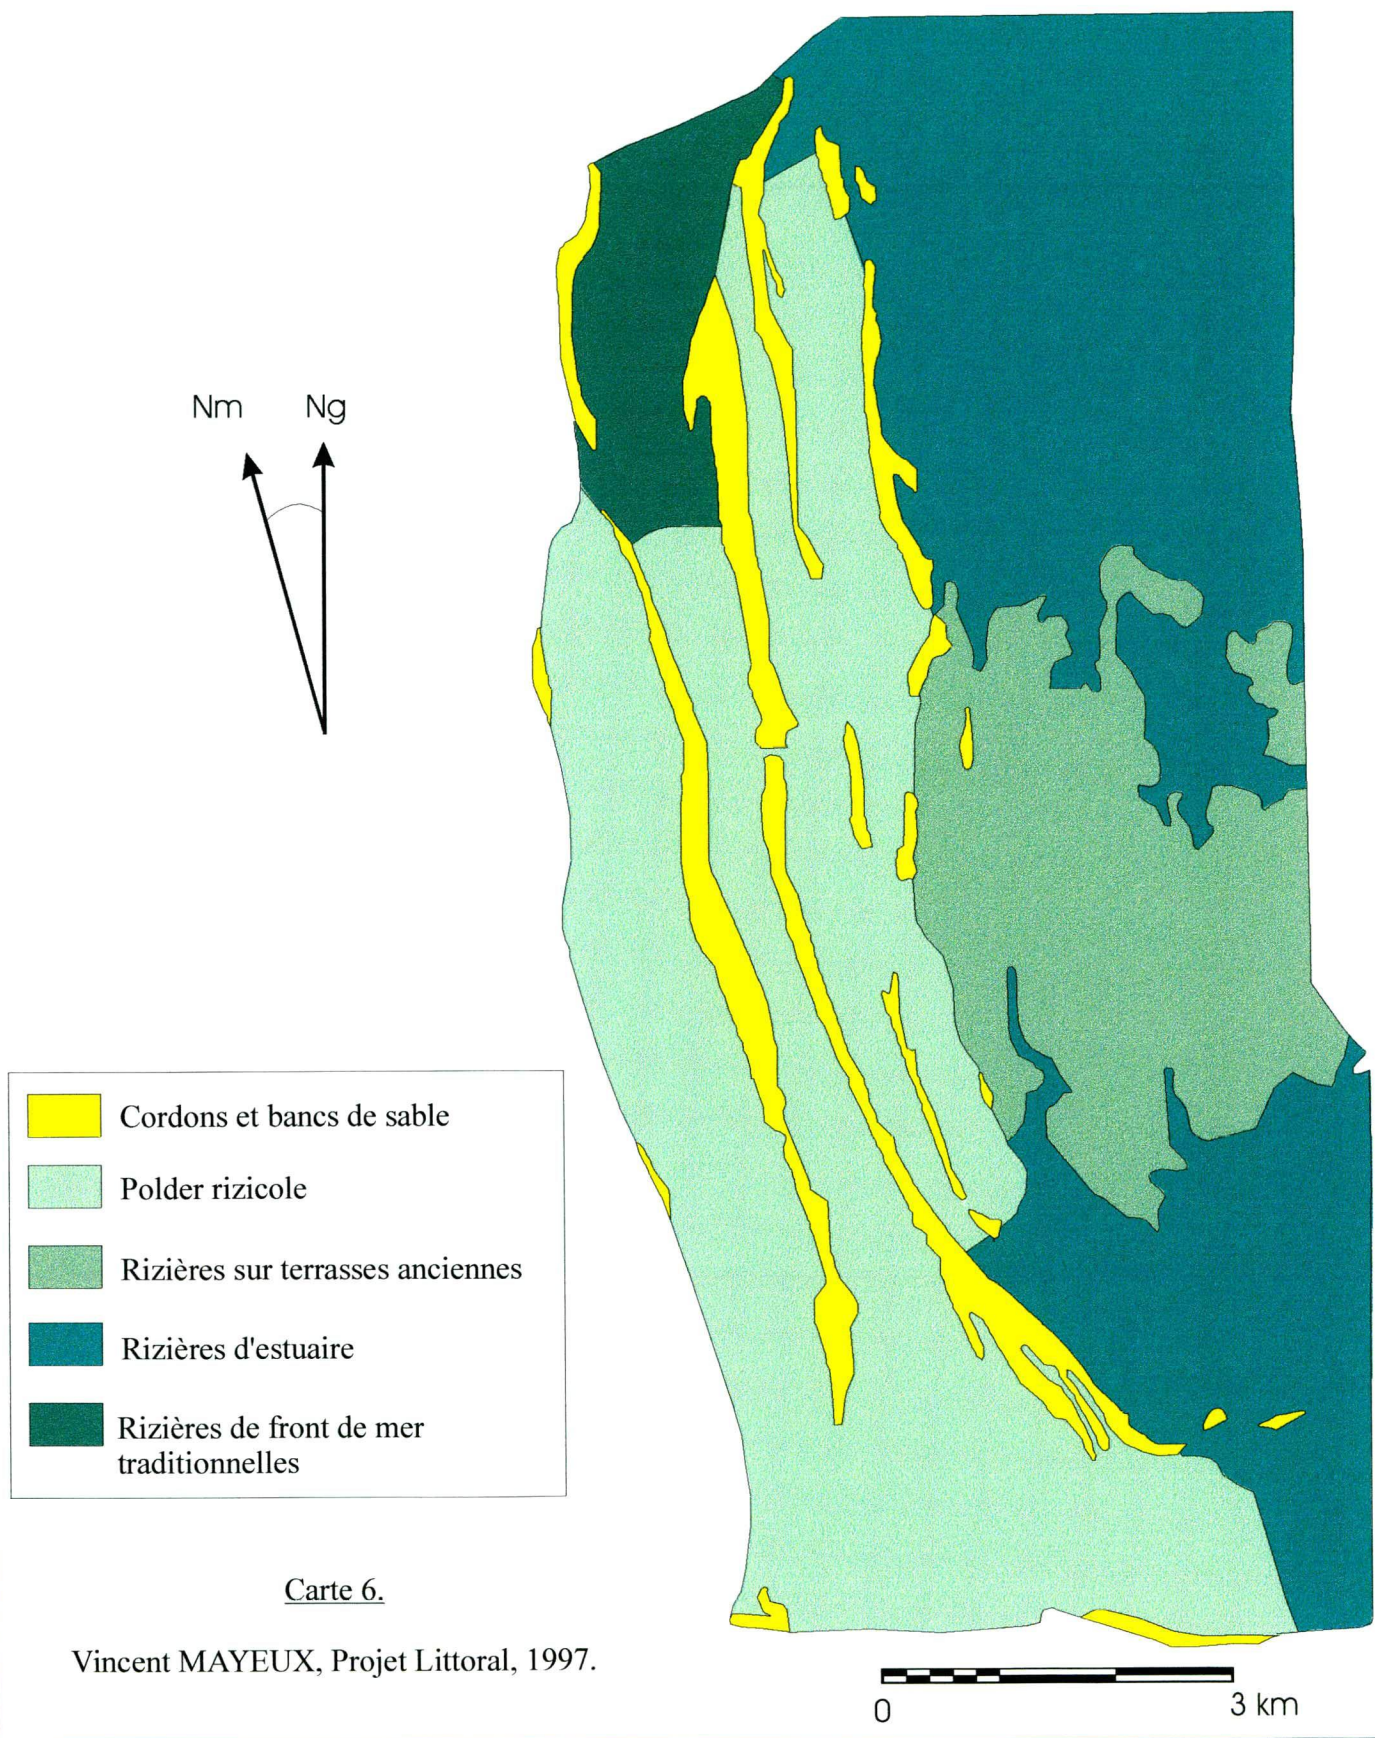 Nm Ng
Cordons et bancs de sable
Polder rizicole
Rizières sur terrasses anciennes
Rizières d'estuaire
Rizières de front de mer
traditionnelles
Carte 6.
Vincent MAYEUX, Projet Littoral, 1997.
0 3 km